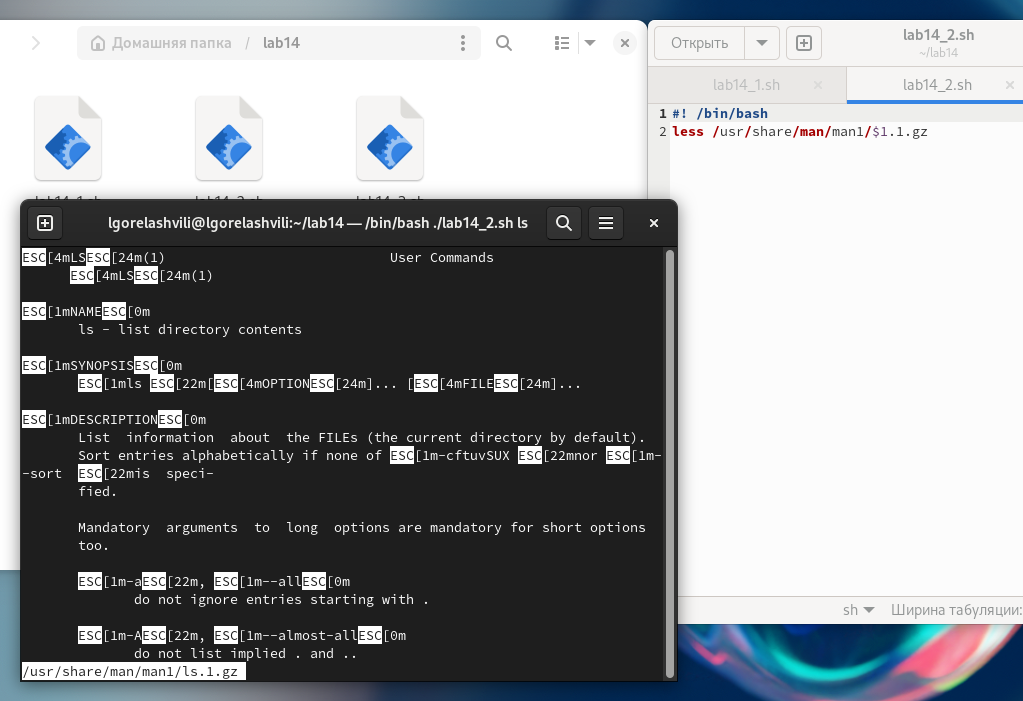 Домашняя папка / lab14
Открыть
lab14_2.sh
~/lab14
lab14_1.sh
lab14_2.sh
1 #! /bin/bash
2 less /usr/share/man/man1/$1.1.gz
lgorelashvili@lgorelashvili:~/lab14 — /bin/bash ./lab14_2.sh ls
ESC[4mLSESC[24m(1) User Commands
ESC[4mLSESC[24m(1)
ESC[1mNAMEESC[0m
ls - list directory contents
ESC[1mSYNOPSISESC[0m
ESC[1mls ESC[22m[ESC[4mOPTIONESC[24m]... [ESC[4mFILEESC[24m]...
ESC[1mDESCRIPTIONESC[0m
List information about the FILEs (the current directory by default).
Sort entries alphabetically if none of ESC[1m-cftuvSUX ESC[22mnor ESC[1m-
-sort ESC[22mis speci-
fied.
Mandatory arguments to long options are mandatory for short options
too.
ESC[1m-aESC[22m, ESC[1m--allESC[0m
do not ignore entries starting with .
ESC[1m-AESC[22m, ESC[1m--almost-allESC[0m
do not list implied . and ..
/usr/share/man/man1/ls.1.gz
sh
Ширина табуляции: